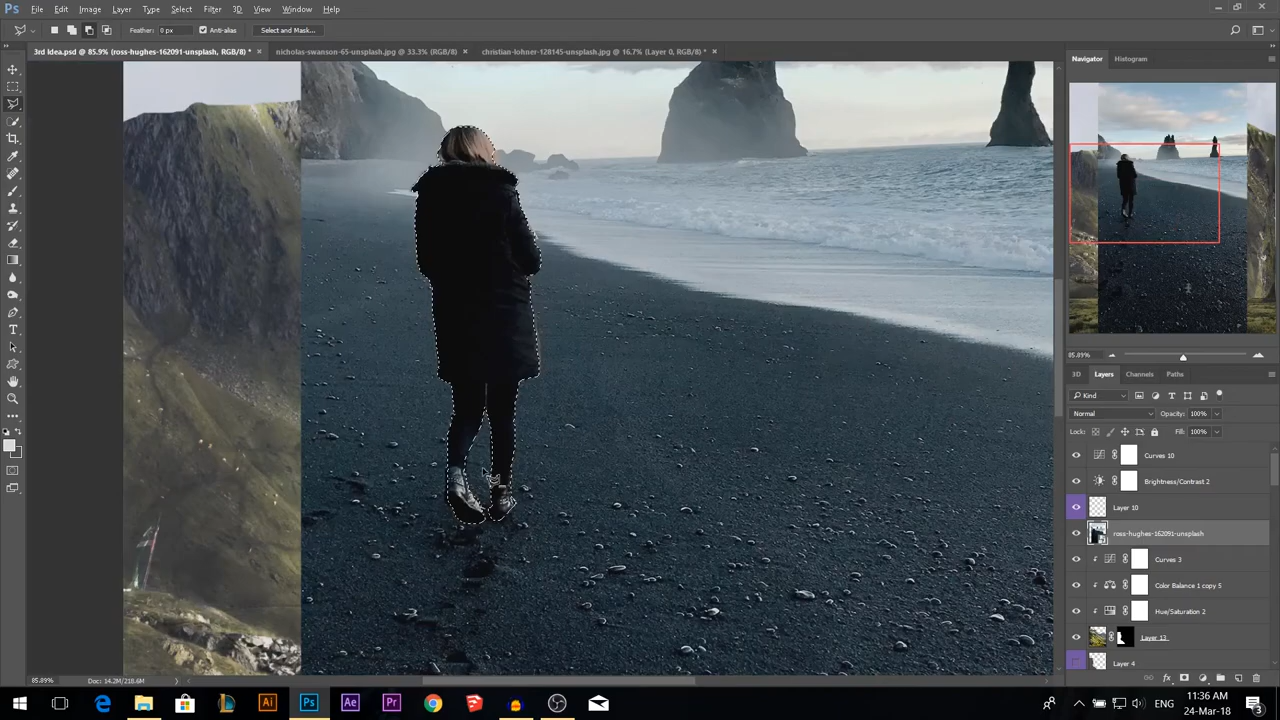 Ps File Edit Image Layer Type Select Filter 3D View Window Help
Feather: 0 px Anti-alias Select and Mask...
3rd Idea.psd @ 85.9% (ross-hughes-162091-unsplash, RGB/8) * × nicholas-swanson-65-unsplash.jpg @ 33.3% (RGB/8) × christian-lohner-128145-unsplash.jpg @ 16.7% (Layer 0, RGB/8) * ×
Navigator Histogram
85.89%
3D Layers Channels Paths
Kind
Normal Opacity: 100%
Lock: Fill: 100%
Curves 10
Brightness/Contrast 2
Layer 10
ross-hughes-162091-unsplash
Curves 3
Color Balance 1 copy 5
Hue/Saturation 2
Layer 13
Layer 4
85.89% Doc: 14.2M/218.6M
Ai Ps Ae Pr ENG 11:36 AM
24-Mar-18 3